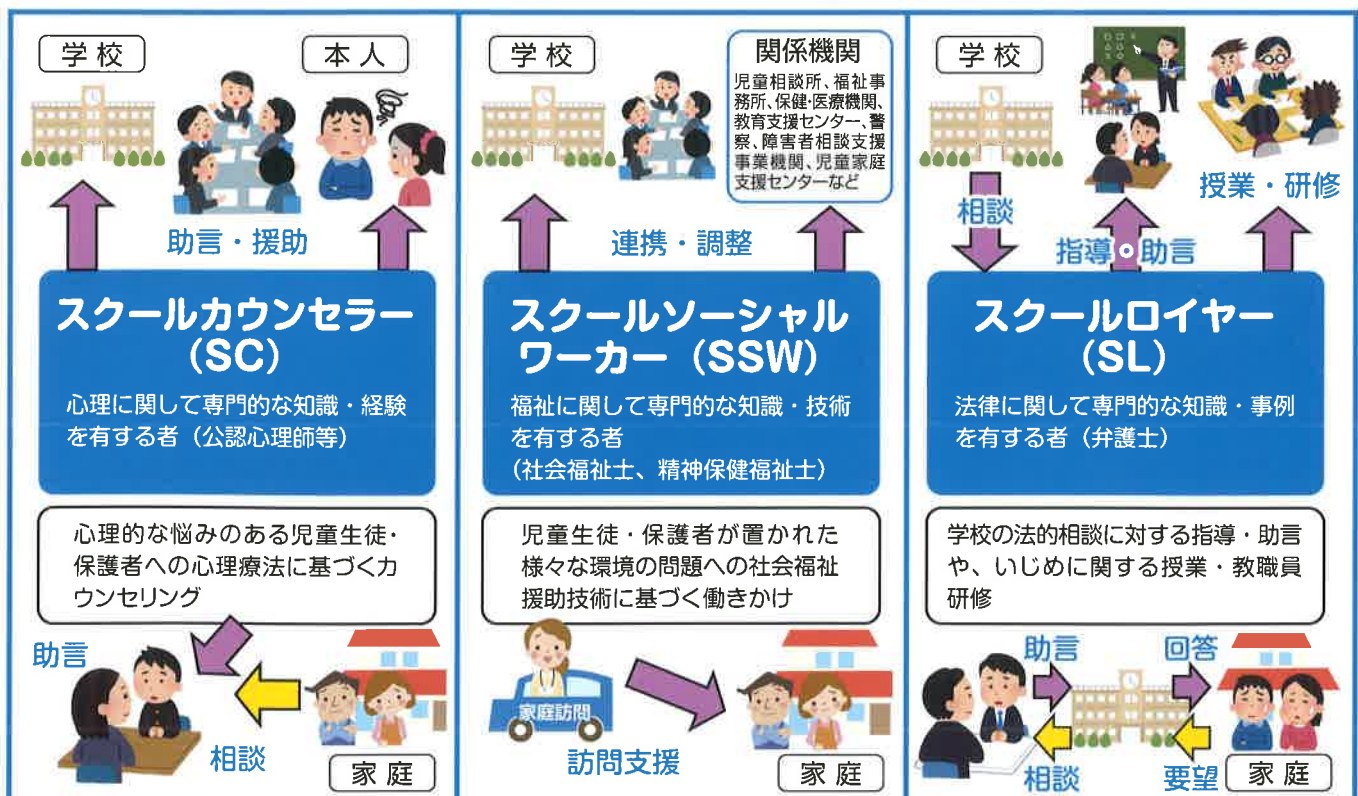 学校
本人
助言・援助
スクールカウンセラー
(SC)
心理に関して専門的な知識・経験
を有する者（公認心理師等）
心理的な悩みのある児童生徒・
保護者への心理療法に基づくカ
ウンセリング
助言
相談
家庭
学校
関係機関
児童相談所、福祉事
務所、保健・医療機関、
教育支援センター、警
察、障害者相談支援
事業機関、児童家庭
支援センターなど
連携・調整
スクールソーシャル
ワーカー（SSW）
福祉に関して専門的な知識・技術
を有する者
（社会福祉士、精神保健福祉士）
児童生徒・保護者が置かれた
様々な環境の問題への社会福祉
援助技術に基づく働きかけ
家庭訪問
訪問支援
家庭
学校
相談
授業・研修
指導・助言
スクールロイヤー
(SL)
法律に関して専門的な知識・事例
を有する者（弁護士）
学校の法的相談に対する指導・助言
や、いじめに関する授業・教職員
研修
助言
回答
相談
要望
家庭